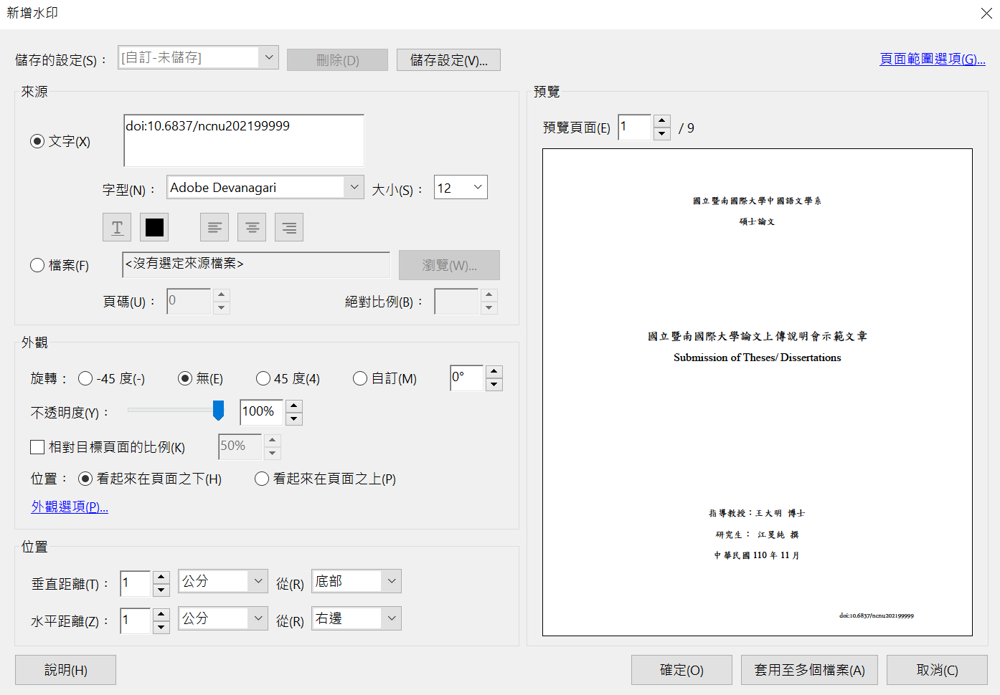 新增水印
儲存的設定(S)： [自訂-未儲存] 刪除(D) 儲存設定(V)... 頁面範圍選項(G)...
來源
文字(X) doi:10.6837/ncnu202199999
字型(N)： Adobe Devanagari 大小(S)： 12
T
檔案(F) <沒有選定來源檔案> 瀏覽(W)...
頁碼(U)： 0 絕對比例(B)：
外觀
旋轉： -45 度(-) 無(E) 45 度(4) 自訂(M) 0°
不透明度(Y)： 100%
相對目標頁面的比例(K) 50%
位置： 看起來在頁面之下(H) 看起來在頁面之上(P)
外觀選項(P)...
位置
垂直距離(T)： 1 公分 從(R) 底部
水平距離(Z)： 1 公分 從(R) 右邊
預覽
預覽頁面(E) 1 / 9
國立暨南國際大學中國語文學系
碩士論文
國立暨南國際大學論文上傳說明會示範文章
Submission of Theses/ Dissertations
指導教授：王大明 博士
研究生： 江旻純 撰
中華民國 110 年 11 月
doi:10.6837/ncnu202199999
說明(H) 確定(O) 套用至多個檔案(A) 取消(C)